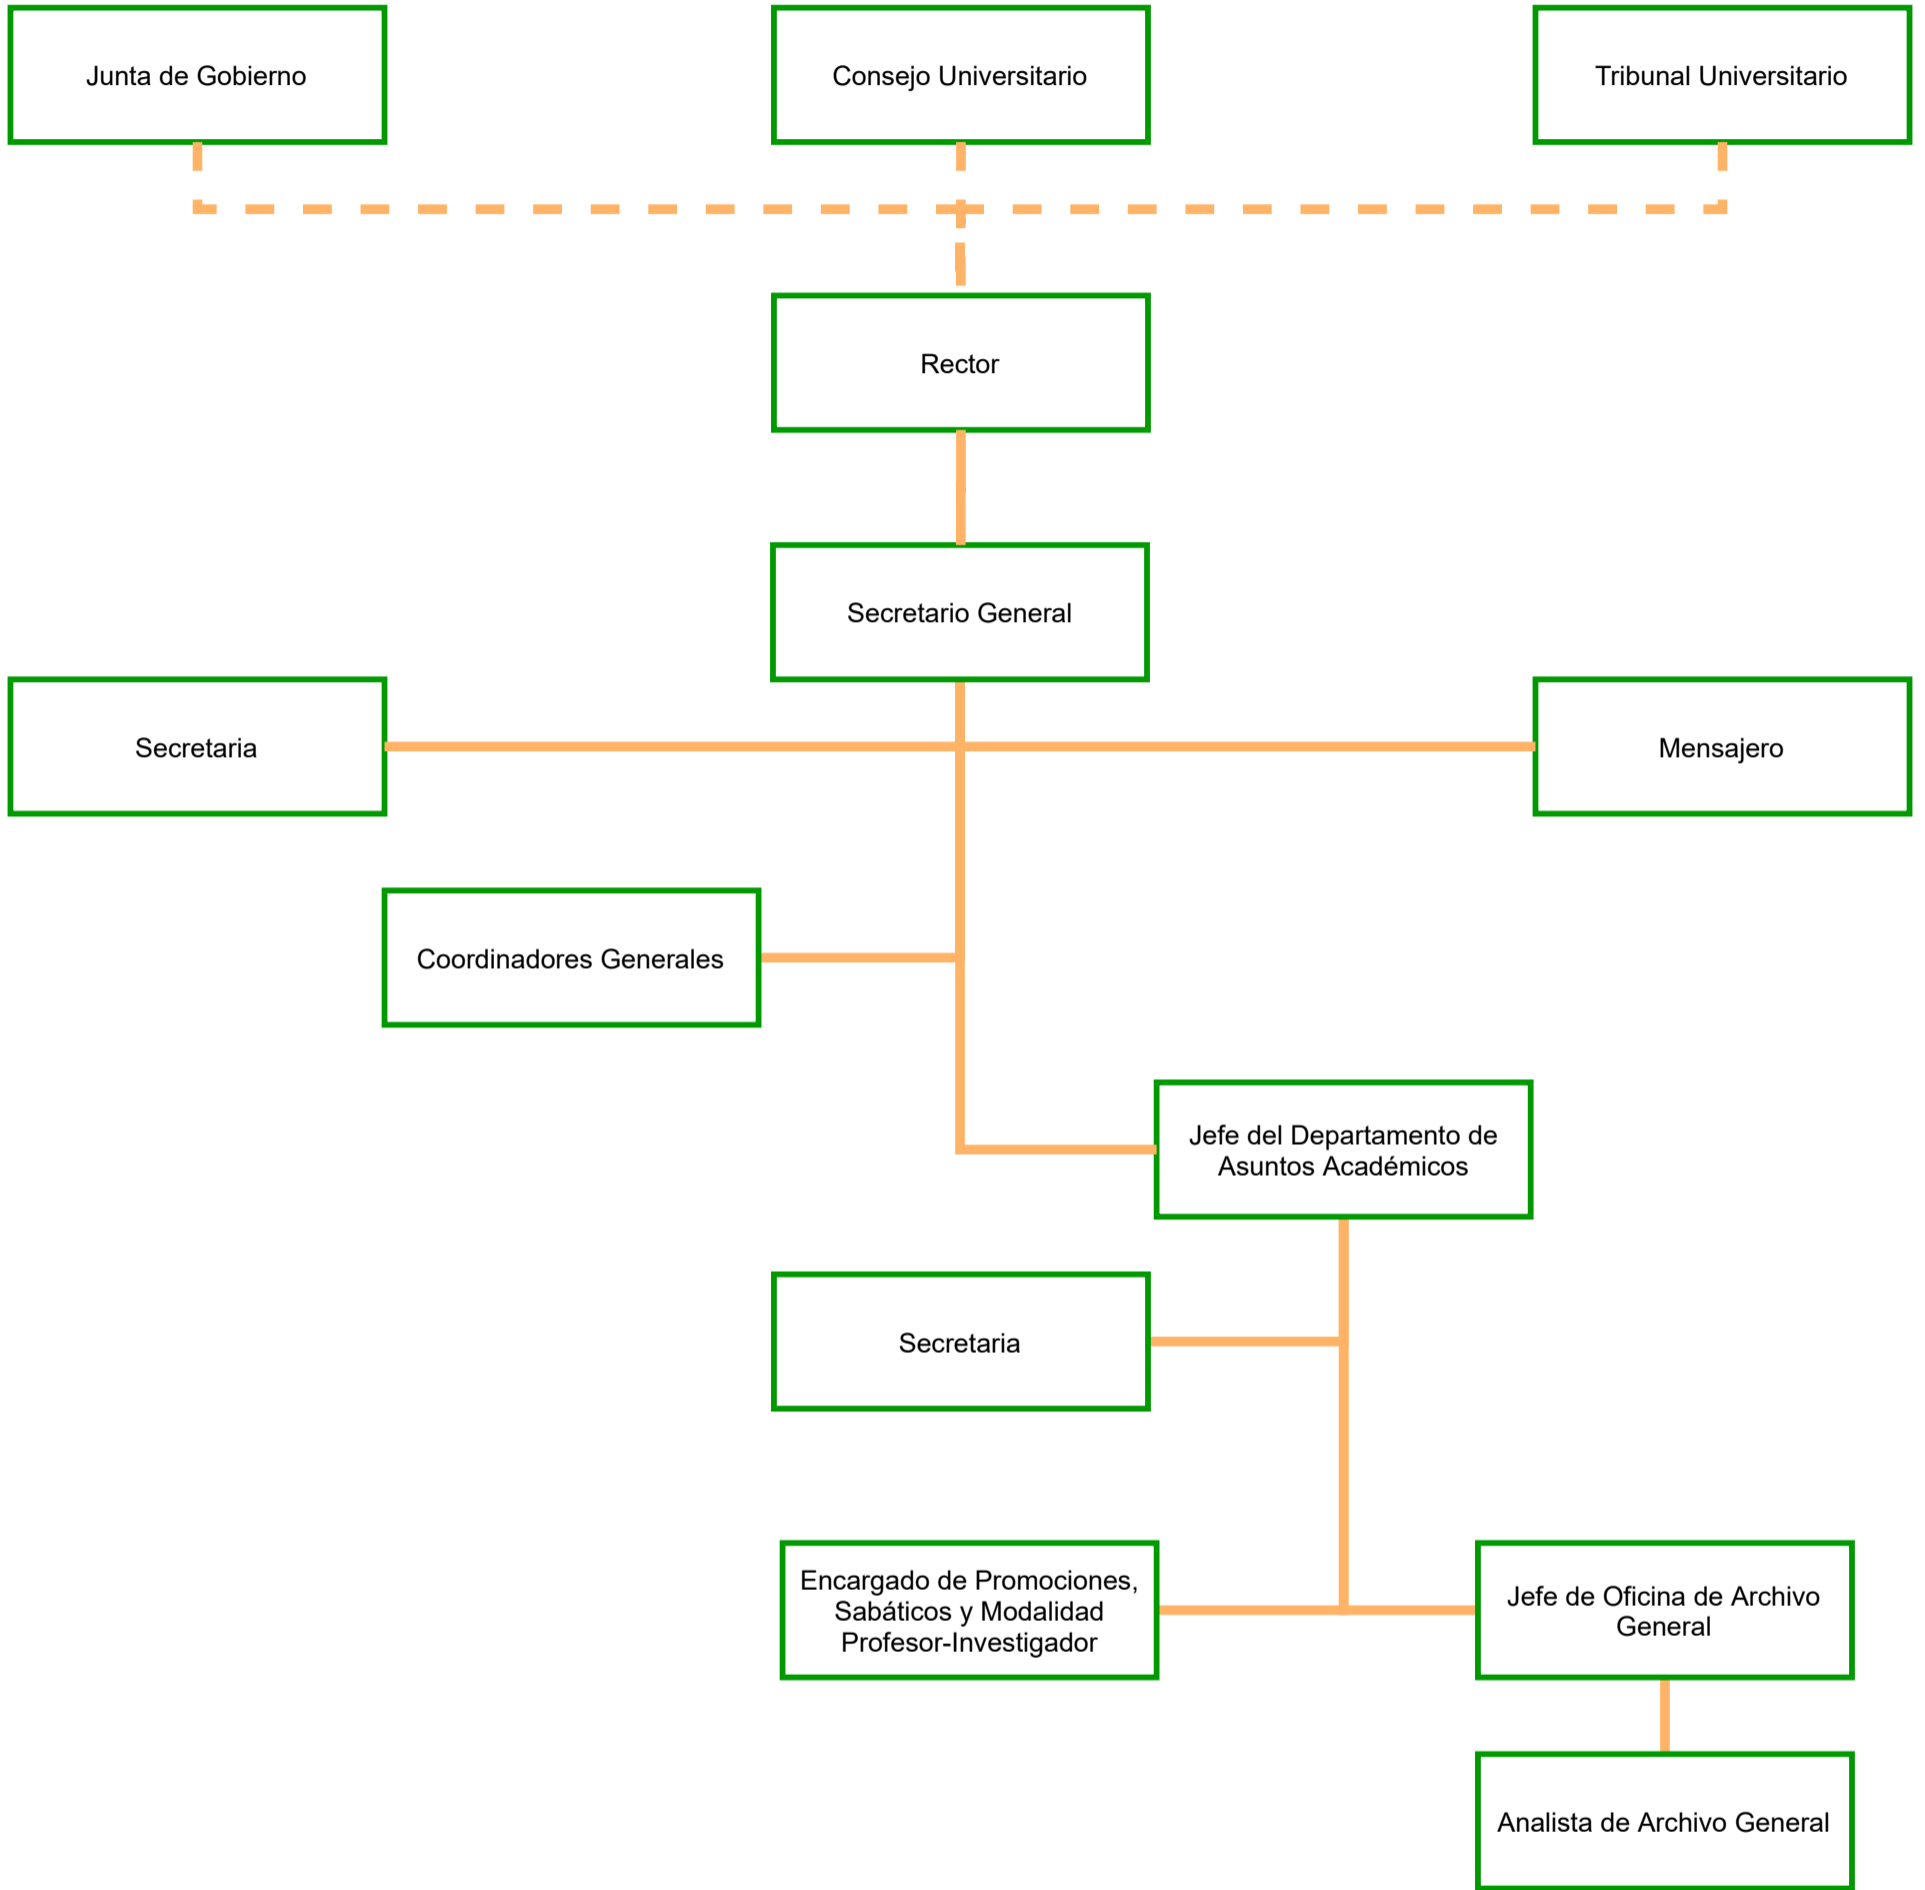 Junta de Gobierno
Consejo Universitario
Tribunal Universitario
Rector
Secretario General
Secretaria
Mensajero
Coordinadores Generales
Jefe del Departamento de
Asuntos Académicos
Secretaria
Encargado de Promociones,
Sabáticos y Modalidad
Profesor-Investigador
Jefe de Oficina de Archivo
General
Analista de Archivo General